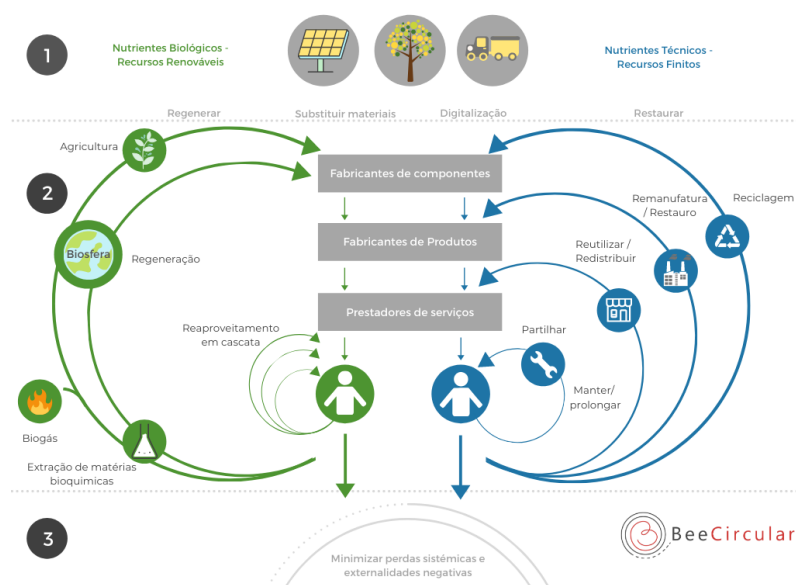 1
Nutrientes Biológicos -
Recursos Renováveis
Nutrientes Técnicos -
Recursos Finitos
Regenerar
Substituir materiais
Digitalização
Restaurar
2
Agricultura
Biosfera
Regeneração
Reaproveitamento
em cascata
Biogás
Extração de matérias
bioquimicas
Fabricantes de componentes
Fabricantes de Produtos
Prestadores de serviços
Partilhar
Manter/
prolongar
Reutilizar /
Redistribuir
Remanufatura
/ Restauro
Reciclagem
3
Minimizar perdas sistémicas e
externalidades negativas
BeeCircular